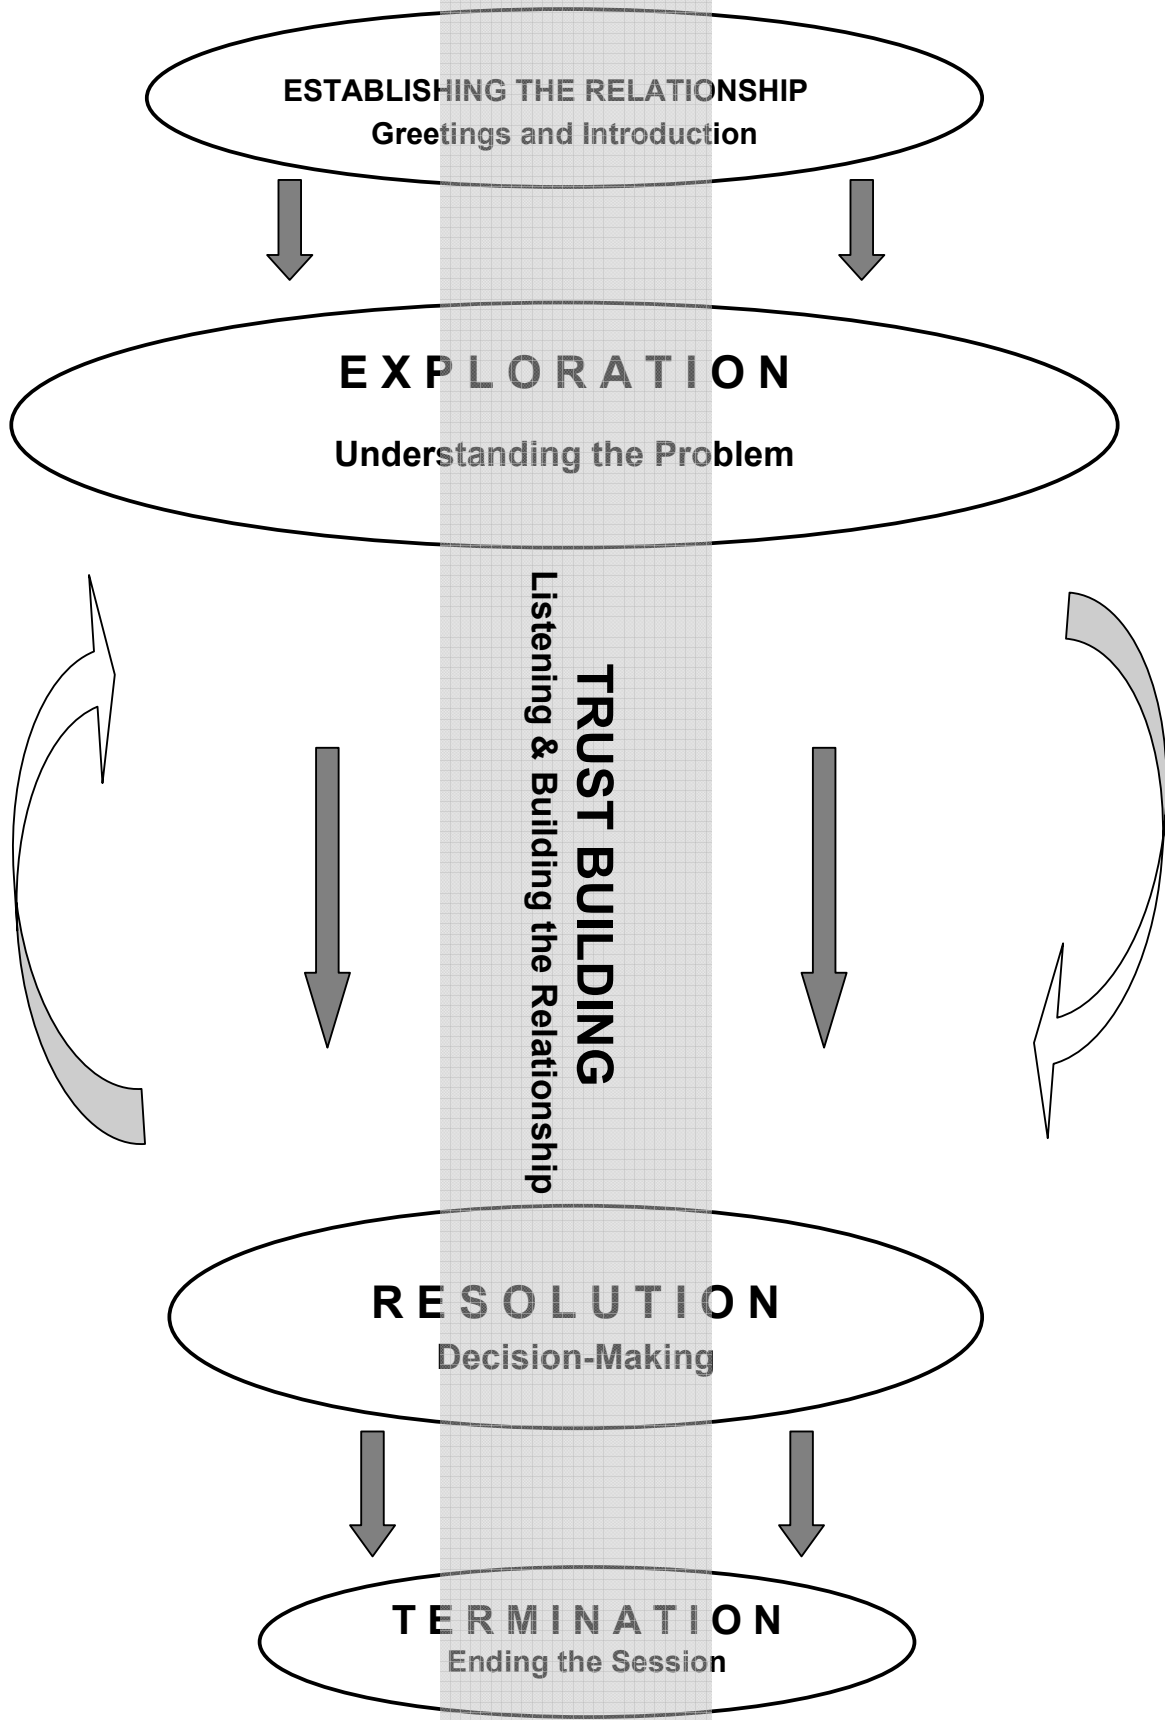 ESTABLISHING THE RELATIONSHIP
Greetings and Introduction
E X P L O R A T I O N
Understanding the Problem
TRUST BUILDING
Listening & Building the Relationship
R E S O L U T I O N
Decision-Making
T E R M I N A T I O N
Ending the Session